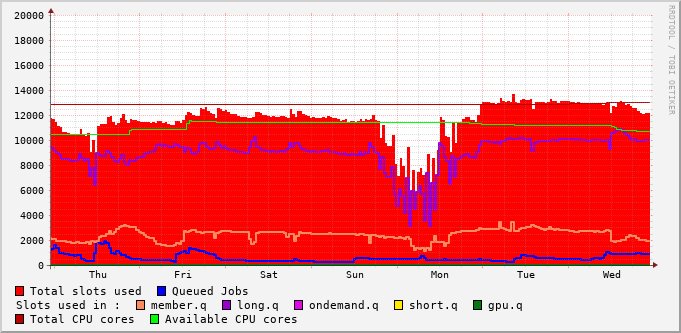 RRDTOOL / TOBI OETIKER
20000
18000
16000
14000
12000
10000
8000
6000
4000
2000
0
Thu Fri Sat Sun Mon Tue Wed
Total slots used Queued Jobs
Slots used in : member.q long.q ondemand.q short.q gpu.q
Total CPU cores Available CPU cores